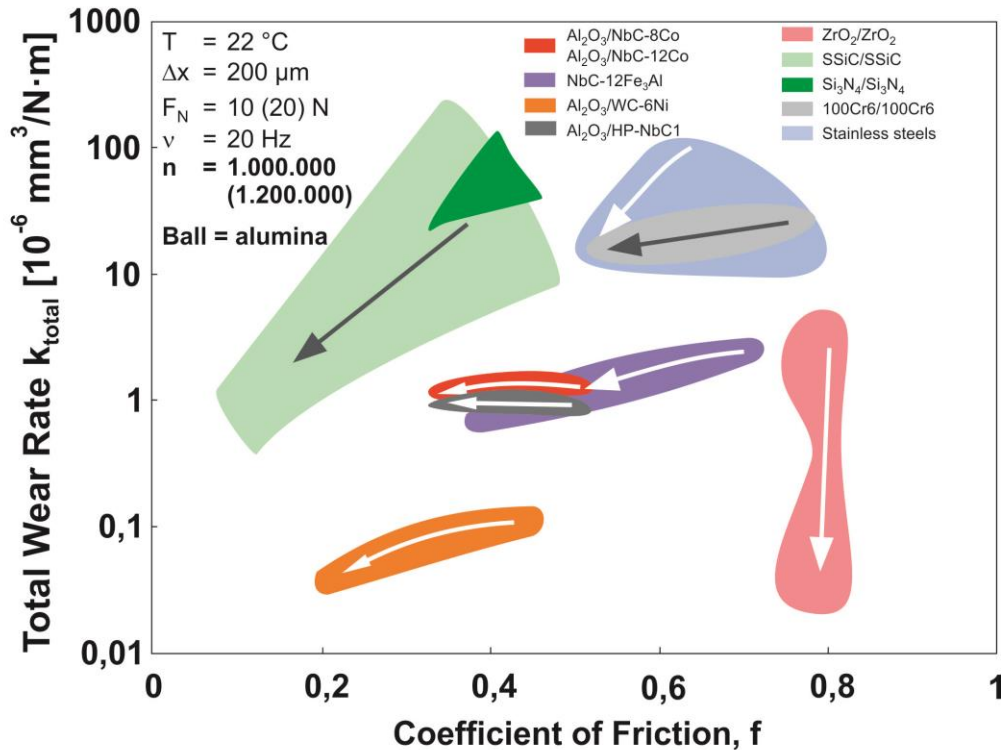 1000
100
10
1
0,1
0,01
Total Wear Rate k_total [10⁻⁶ mm³/N·m]
T = 22 °C
Δx = 200 µm
F_N = 10 (20) N
ν = 20 Hz
n = 1.000.000
(1.200.000)
Ball = alumina
Al₂O₃/NbC-8Co
Al₂O₃/NbC-12Co
NbC-12Fe₃Al
Al₂O₃/WC-6Ni
Al₂O₃/HP-NbC1
ZrO₂/ZrO₂
SSiC/SSiC
Si₃N₄/Si₃N₄
100Cr6/100Cr6
Stainless steels
0 0,2 0,4 0,6 0,8 1
Coefficient of Friction, f